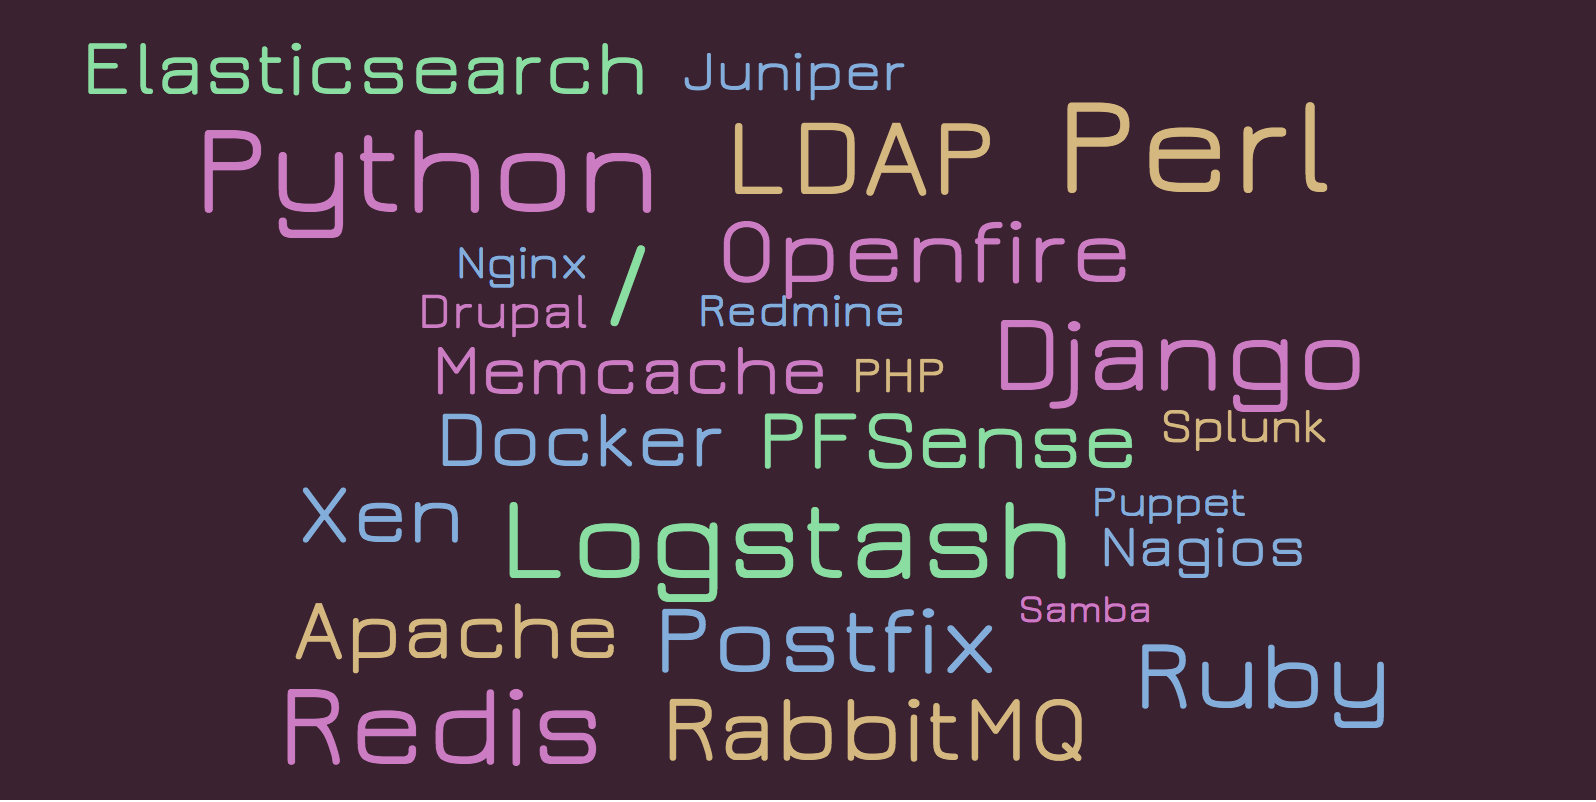 Elasticsearch Juniper
Python LDAP Perl
Nginx / Openfire
Drupal Redmine
Memcache PHP Django
Docker PFSense Splunk
Xen Logstash Puppet
Nagios
Apache Postfix Samba
Ruby
Redis RabbitMQ